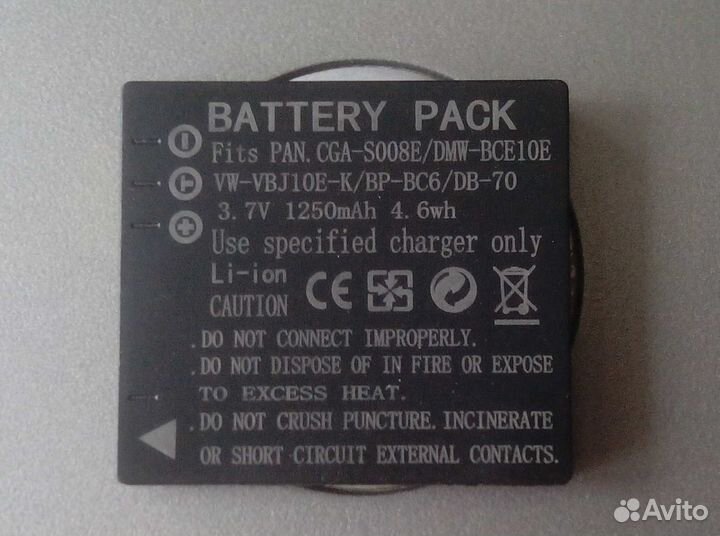 BATTERY PACK
Fits PAN.CGA-S008E/DMW-BCE10E
VW-VBJ10E-K/BP-BC6/DB-70
3.7V 1250mAh 4.6wh
Use specified charger only
Li-ion
CAUTION
.DO NOT CONNECT IMPROPERLY.
.DO NOT DISPOSE OF IN FIRE OR EXPOSE
TO EXCESS HEAT.
.DO NOT CRUSH PUNCTURE.INCINERATE
OR SHORT CIRCUIT EXTERNAL CONTACTS.
− T +
CE
Avito